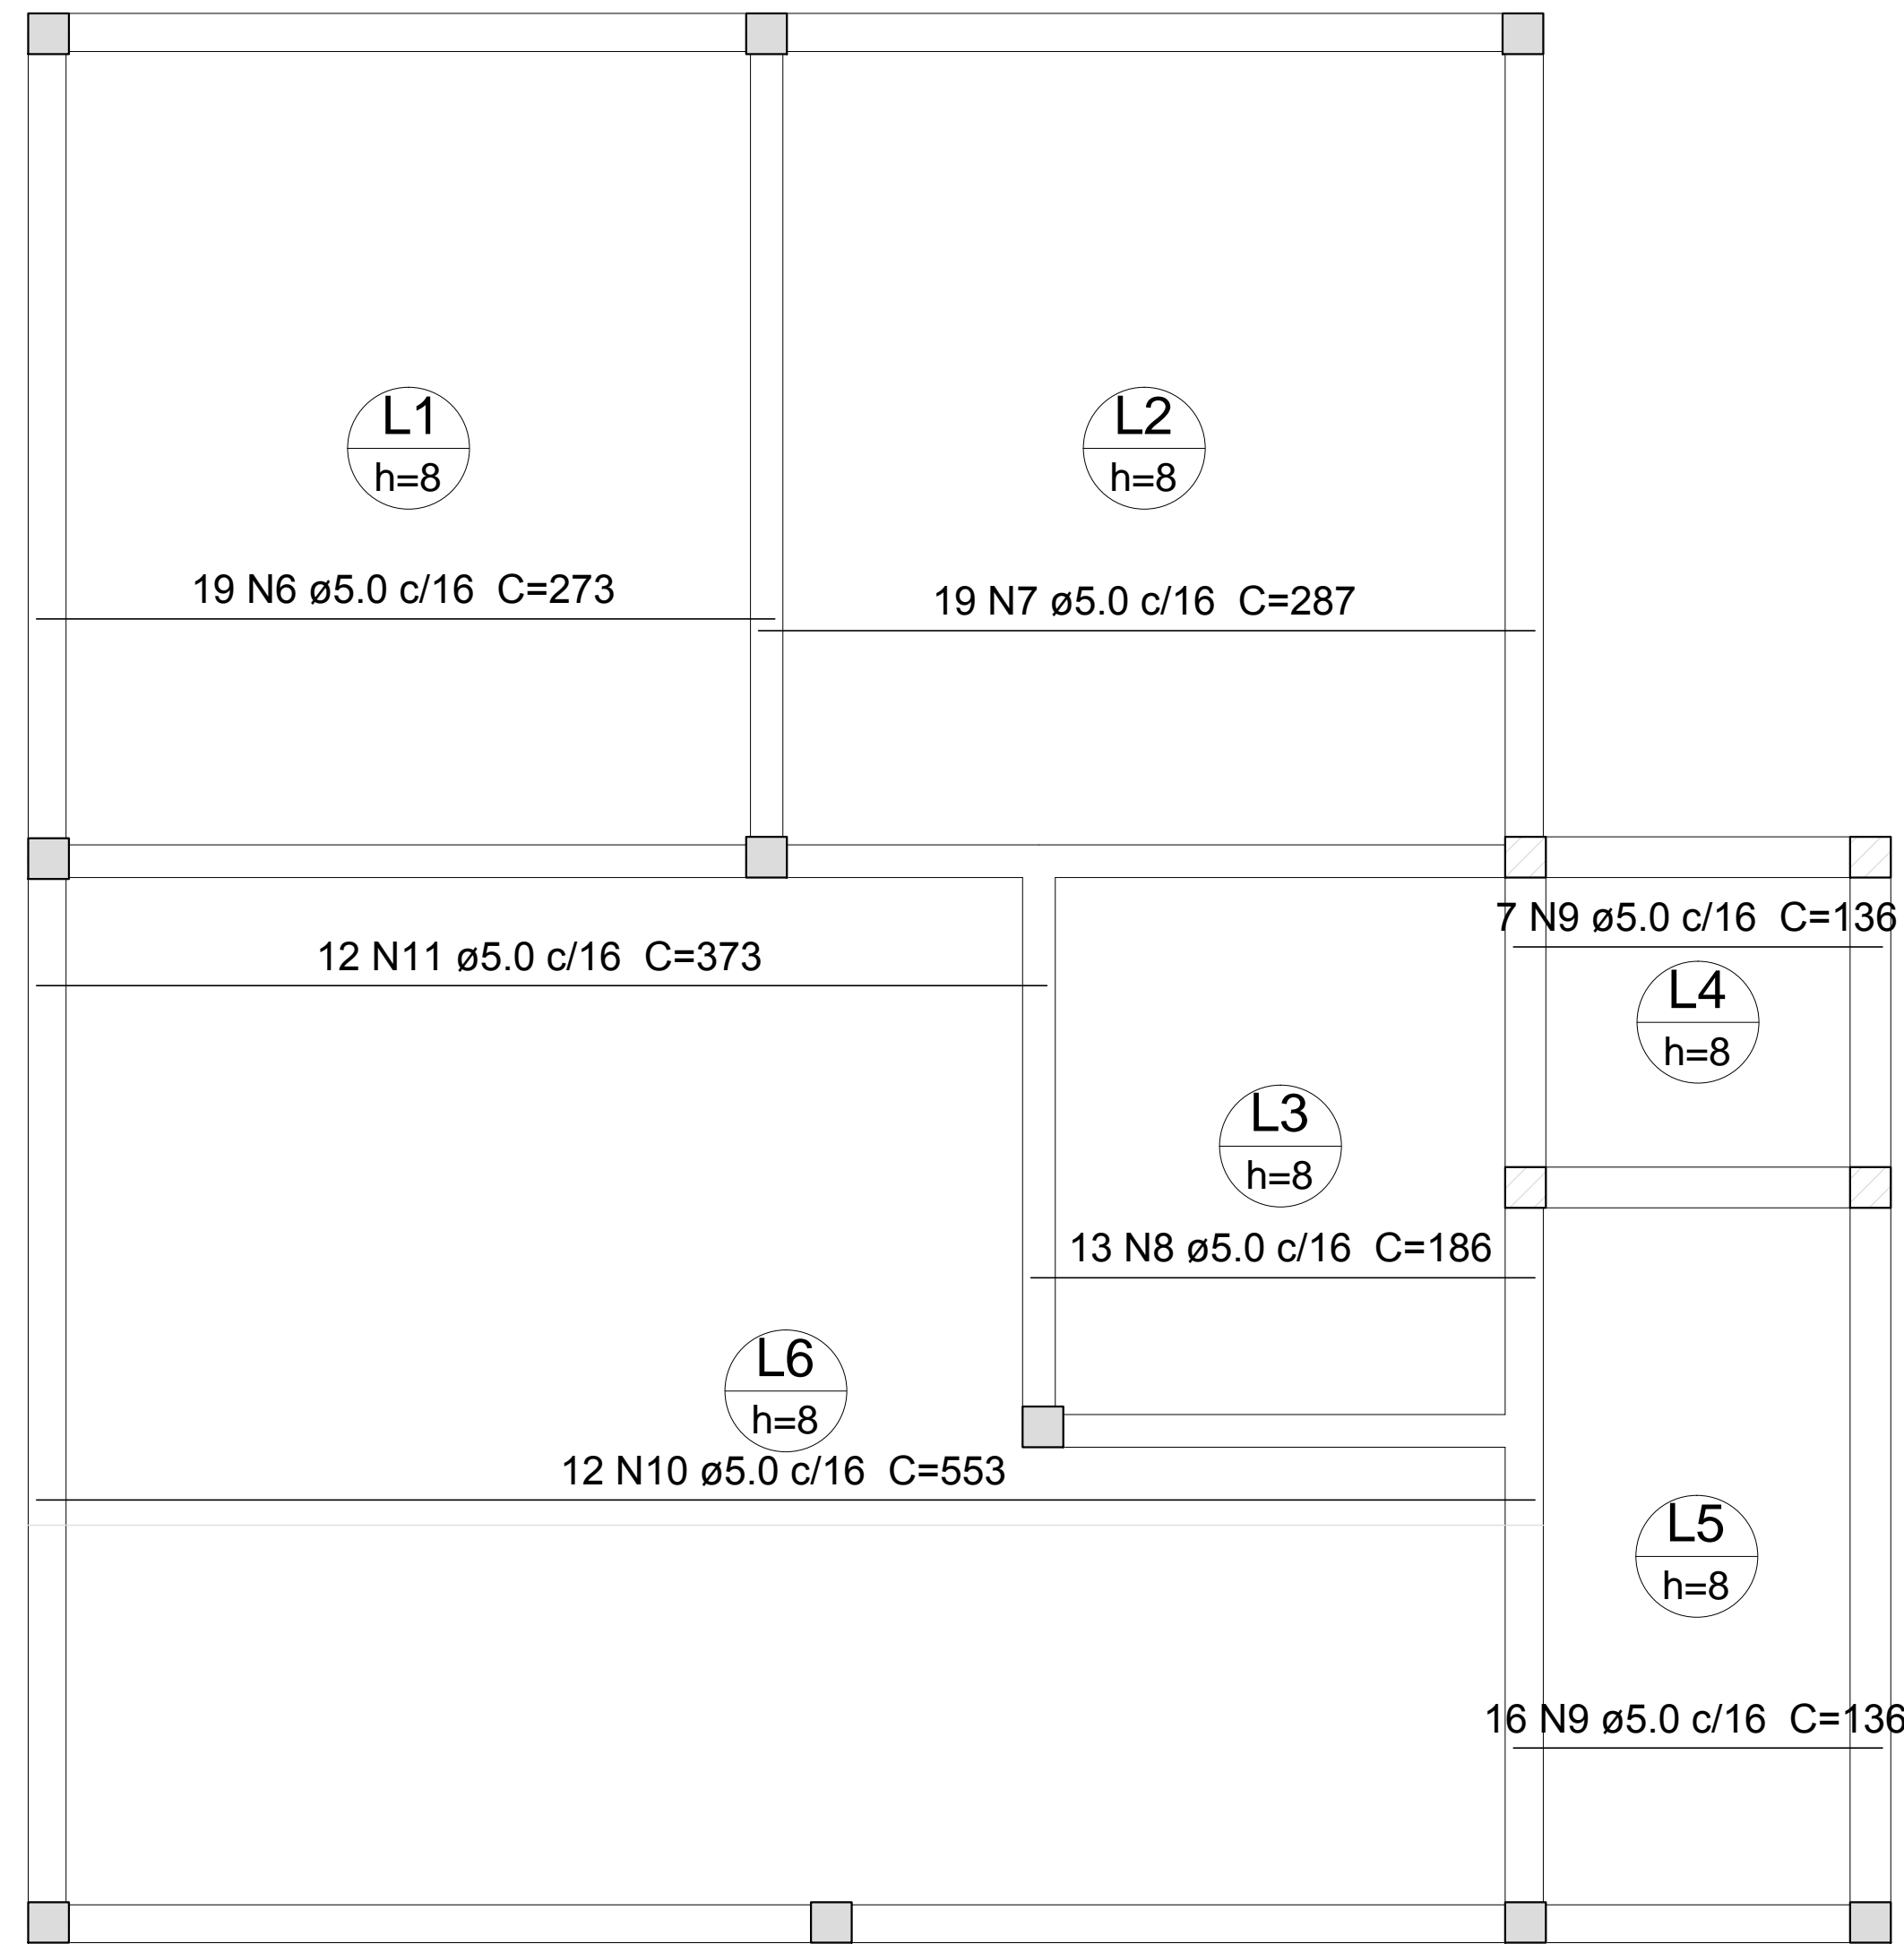 L1
h=8
L2
h=8
19 N6 ø5.0 c/16 C=273
19 N7 ø5.0 c/16 C=287
7 N9 ø5.0 c/16 C=136
12 N11 ø5.0 c/16 C=373
L4
h=8
L3
h=8
13 N8 ø5.0 c/16 C=186
L6
h=8
12 N10 ø5.0 c/16 C=553
L5
h=8
16 N9 ø5.0 c/16 C=136